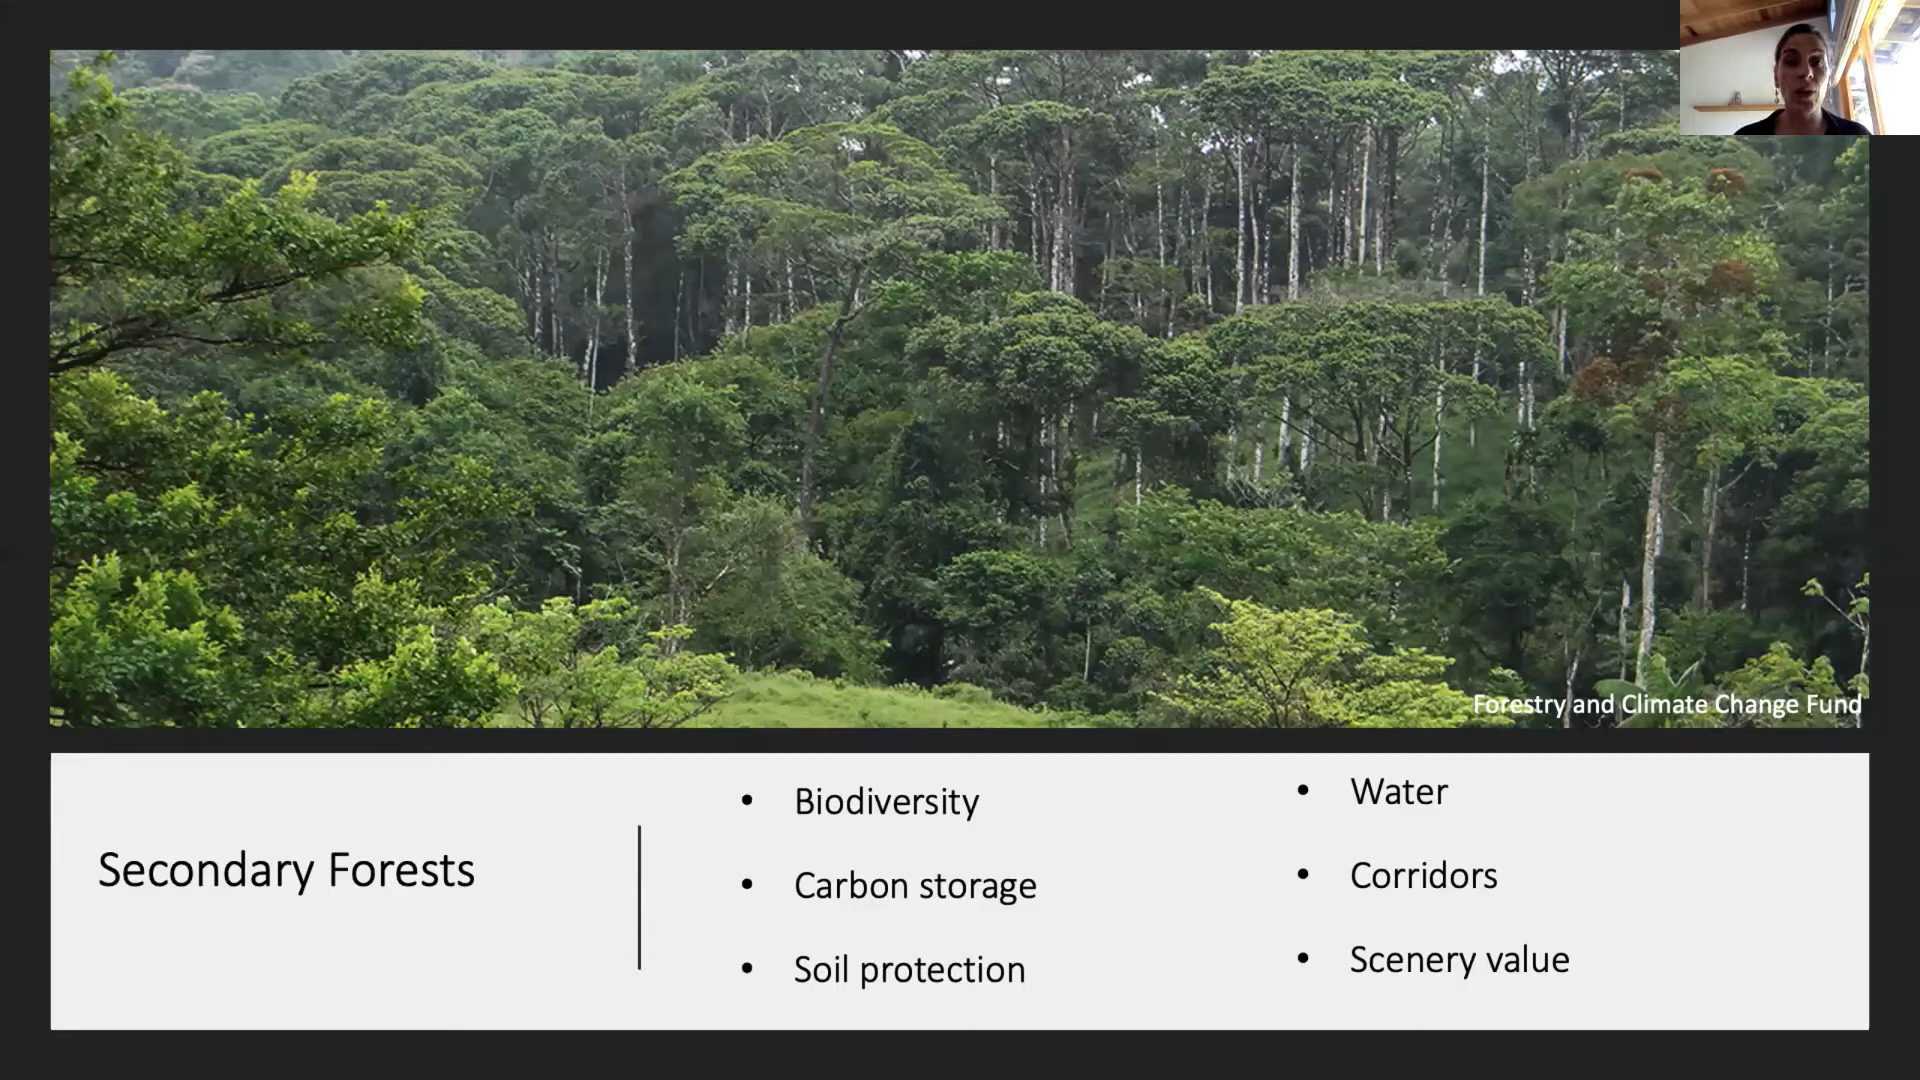 Forestry and Climate Change Fund
Secondary Forests
• Biodiversity
• Carbon storage
• Soil protection
• Water
• Corridors
• Scenery value